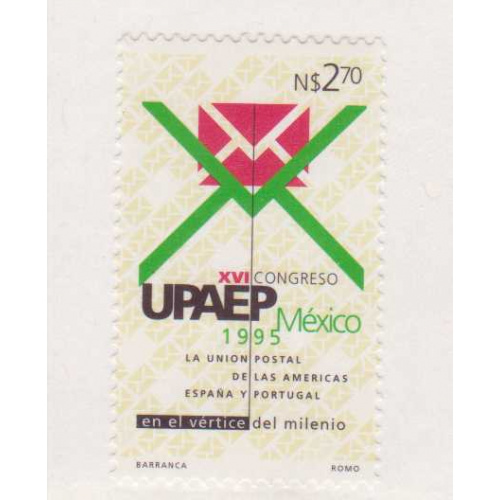 N$2.70
XVI CONGRESO
UPAEP
México
1995
LA UNION POSTAL
DE LAS AMERICAS
ESPAÑA Y PORTUGAL
en el vértice del milenio
BARRANCA ROMO